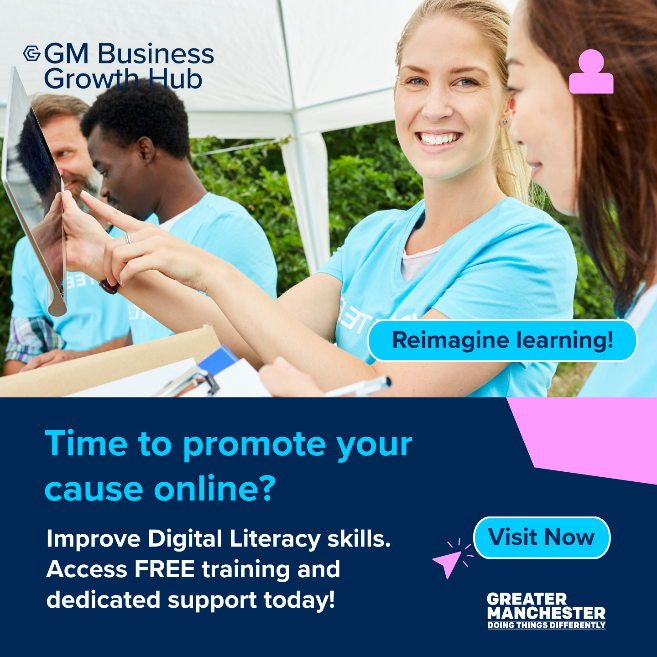 GM Business
Growth Hub
Reimagine learning!
Time to promote your
cause online?
Improve Digital Literacy skills.
Access FREE training and
dedicated support today!
Visit Now
GREATER
MANCHESTER
DOING THINGS DIFFERENTLY